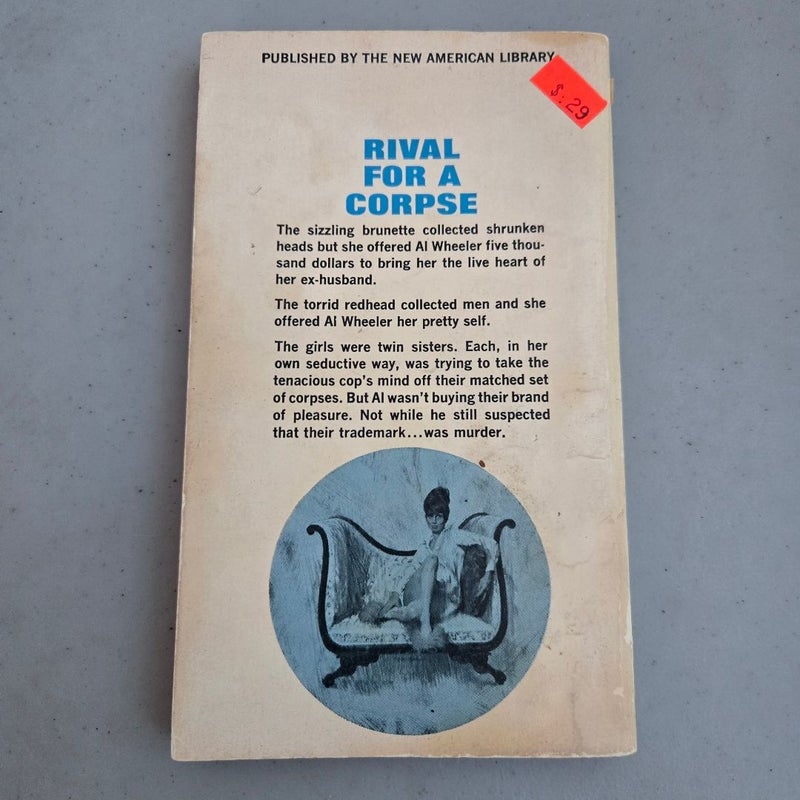 PUBLISHED BY THE NEW AMERICAN LIBRARY
$.29
RIVAL
FOR A
CORPSE
The sizzling brunette collected shrunken
heads but she offered Al Wheeler five thou-
sand dollars to bring her the live heart of
her ex-husband.
The torrid redhead collected men and she
offered Al Wheeler her pretty self.
The girls were twin sisters. Each, in her
own seductive way, was trying to take the
tenacious cop's mind off their matched set
of corpses. But Al wasn't buying their brand
of pleasure. Not while he still suspected
that their trademark...was murder.